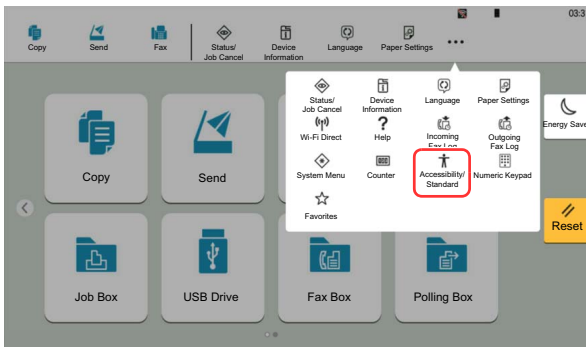 03:3
Copy
Send
Fax
Status/
Job Cancel
Device
Information
Language
Paper Settings
Status/
Job Cancel
Device
Information
Language
Paper Settings
Wi-Fi Direct
Help
Incoming
Fax Log
Outgoing
Fax Log
System Menu
Counter
Accessibility/
Standard
Numeric Keypad
Favorites
Energy Save
Copy
Send
Reset
Job Box
USB Drive
Fax Box
Polling Box